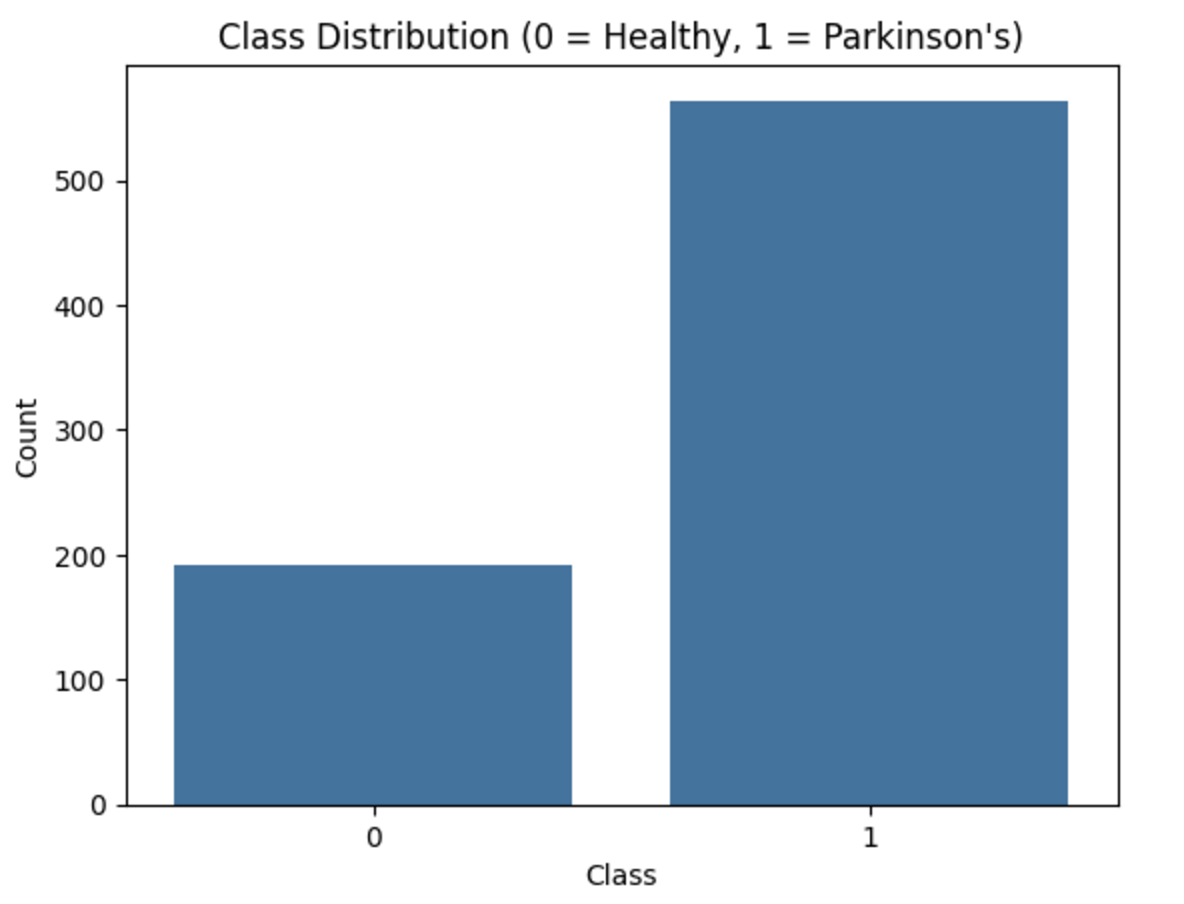 Class Distribution (0 = Healthy, 1 = Parkinson's)
500
400
300
200
100
0
Count
0 1
Class